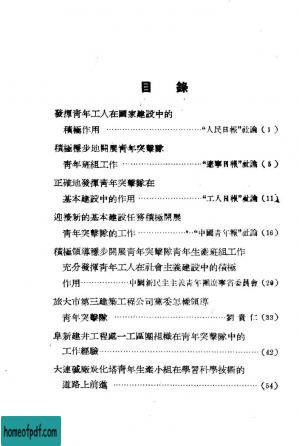 目錄
發揮青年工人在國家建設中的
積極作用 ……………………"人民日報"社論(1)
積極穩步地開展青年突擊隊
青年班組工作 ………………"遼寧日報"社論(5)
正確地發揮青年突擊隊在
基本建設中的作用 …………"工人日報"社論(11)
迎接新的基本建設任務積極開展
青年突擊隊的工作 ………"中國青年報"社論(16)
積極領導穩步開展青年突擊隊青年生產班組工作
充分發揮青年工人在社會主義建設中的積極
作用 …………中國新民主主義青年團遼寧省委員會(20)
旅大市第三建築工程公司黨委怎樣領導
青年突擊隊 ……………………劉貴仁(33)
阜新建井工程處一工區團組織在青年突擊隊中的
工作經驗 ……………………………(42)
大連碱廠炭化塔青年生產小組在學習科學技術的
道路上前進 ……………………………(54)
homeofpdf.com